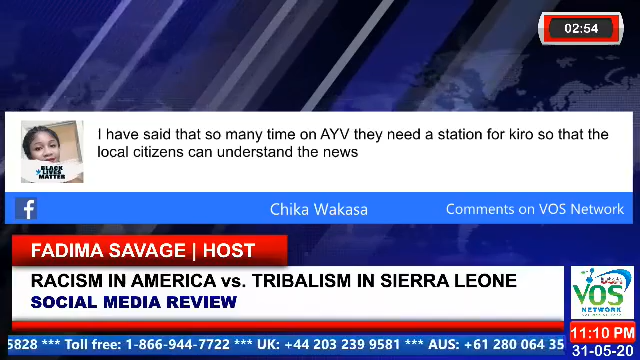 02:54
I have said that so many time on AYV they need a station for kiro so that the
local citizens can understand the news
BLACK
LIVES
MATTER
Chika Wakasa
Comments on VOS Network
FADIMA SAVAGE | HOST
RACISM IN AMERICA vs. TRIBALISM IN SIERRA LEONE
SOCIAL MEDIA REVIEW
VOS
NETWORK
11:10 PM
5828 *** Toll free: 1-866-944-7722 *** UK: +44 203 239 9581 *** AUS: +61 280 064 35
31-05-20